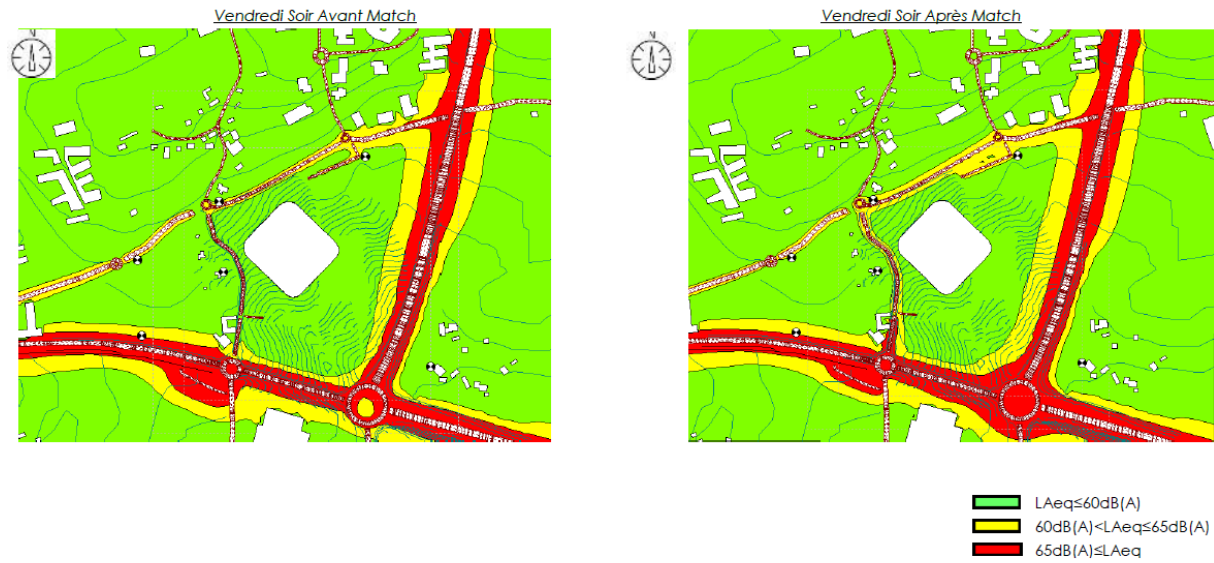 Vendredi Soir Avant Match
Vendredi Soir Après Match
N
N
LAeq≤60dB(A)
60dB(A)<LAeq≤65dB(A)
65dB(A)≤LAeq